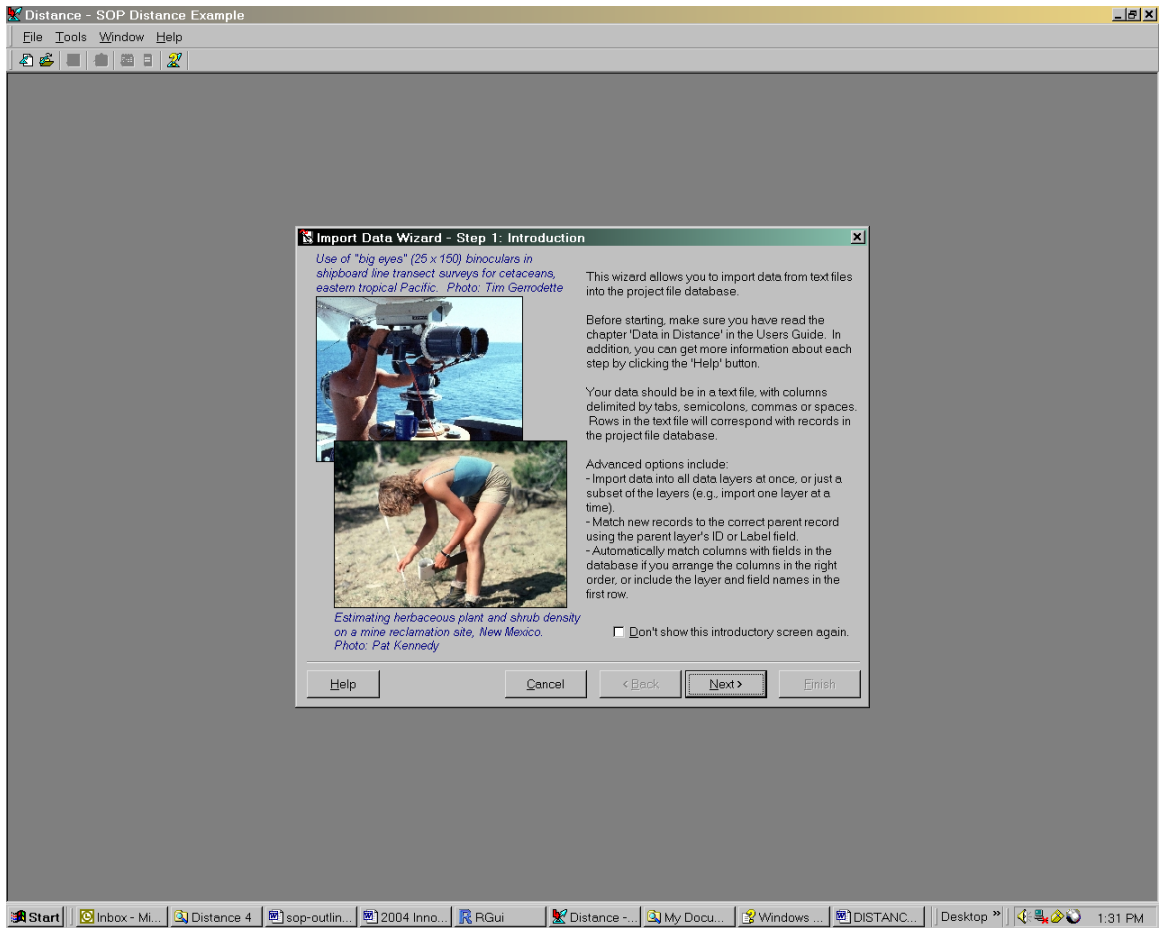 Distance - SOP Distance Example
File Tools Window Help
Import Data Wizard - Step 1: Introduction
Use of "big eyes" (25 x 150) binoculars in
shipboard line transect surveys for cetaceans,
eastern tropical Pacific. Photo: Tim Gerrodette
This wizard allows you to import data from text files
into the project file database.
Before starting, make sure you have read the
chapter 'Data in Distance' in the Users Guide. In
addition, you can get more information about each
step by clicking the 'Help' button.
Your data should be in a text file, with columns
delimited by tabs, semicolons, commas or spaces.
Rows in the text file will correspond with records in
the project file database.
Advanced options include:
- Import data into all data layers at once, or just a
subset of the layers (e.g., import one layer at a
time).
- Match new records to the correct parent record
using the parent layer's ID or Label field.
- Automatically match columns with fields in the
database if you arrange the columns in the right
order, or include the layer and field names in the
first row.
Estimating herbaceous plant and shrub density
on a mine reclamation site, New Mexico.
Photo: Pat Kennedy
Don't show this introductory screen again.
Help Cancel < Back Next > Finish
Start Inbox - Mi... Distance 4 sop-outlin... 2004 Inno... RGui Distance -... My Docu... Windows ... DISTANC... Desktop » 1:31 PM